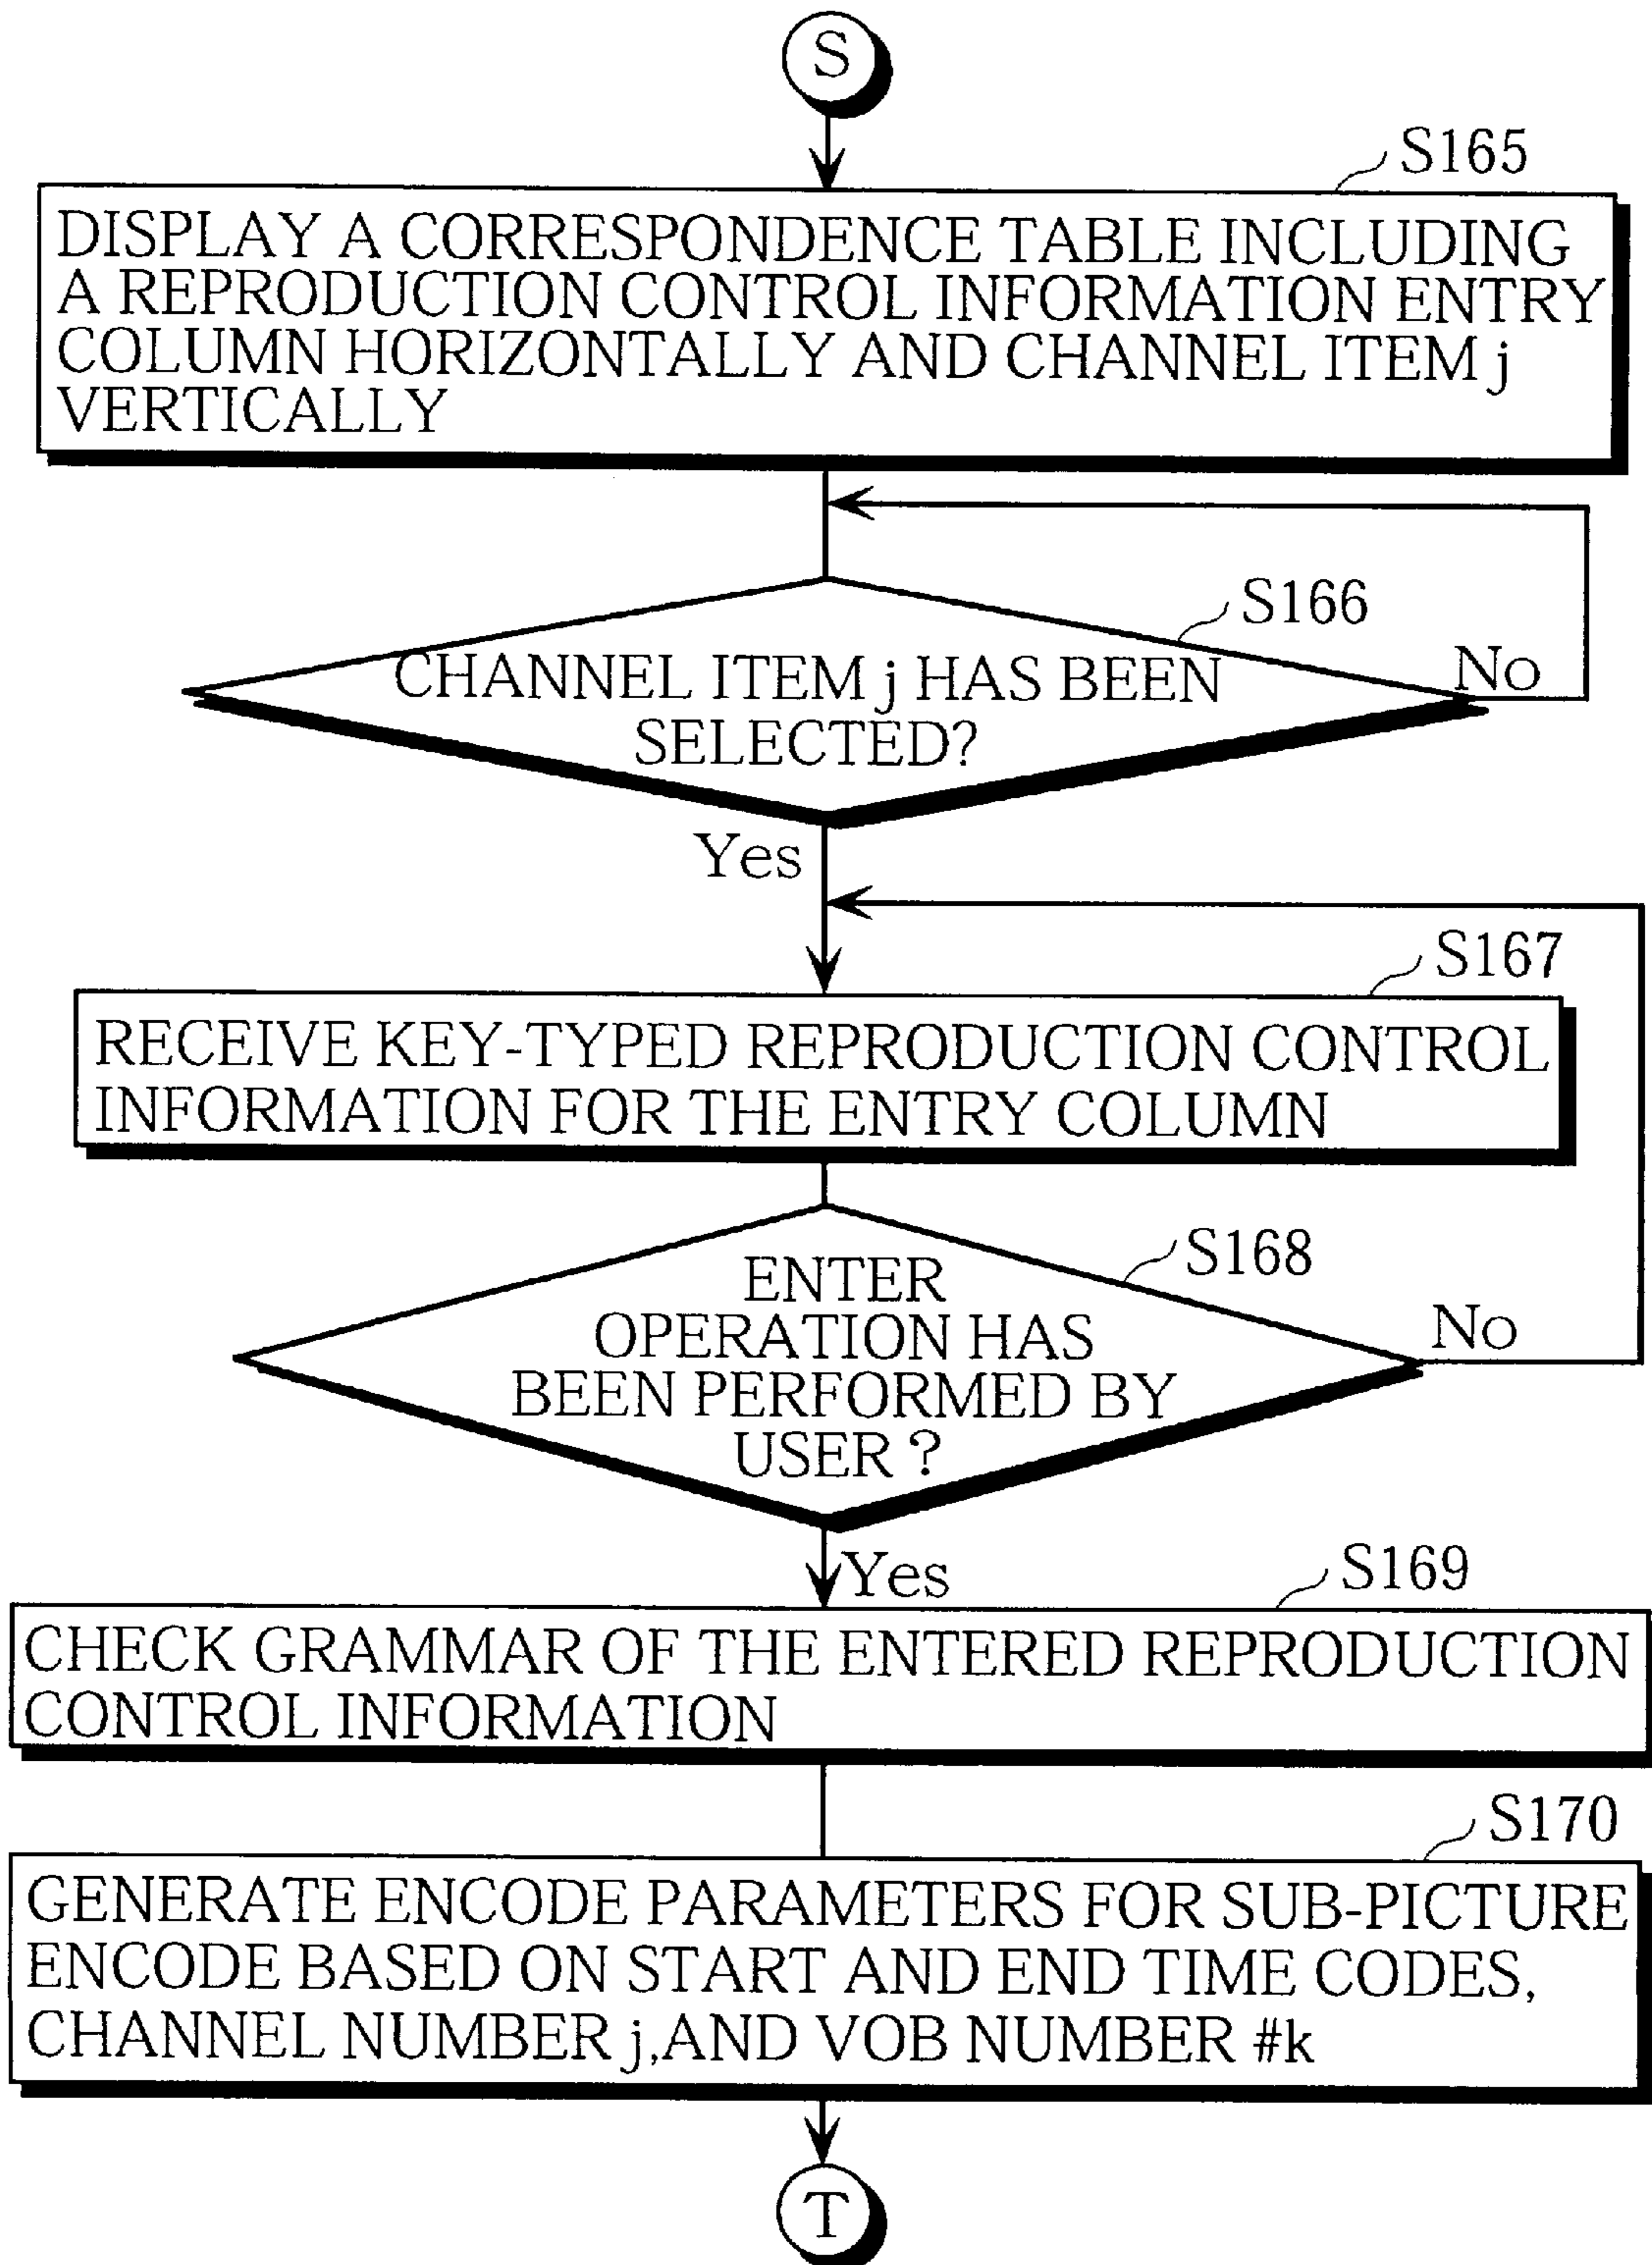 S
S165
DISPLAY A CORRESPONDENCE TABLE INCLUDING
A REPRODUCTION CONTROL INFORMATION ENTRY
COLUMN HORIZONTALLY AND CHANNEL ITEM j
VERTICALLY
S166
CHANNEL ITEM j HAS BEEN
SELECTED?
No
Yes
S167
RECEIVE KEY-TYPED REPRODUCTION CONTROL
INFORMATION FOR THE ENTRY COLUMN
S168
ENTER
OPERATION HAS
BEEN PERFORMED BY
USER ?
No
Yes
S169
CHECK GRAMMAR OF THE ENTERED REPRODUCTION
CONTROL INFORMATION
S170
GENERATE ENCODE PARAMETERS FOR SUB-PICTURE
ENCODE BASED ON START AND END TIME CODES,
CHANNEL NUMBER j,AND VOB NUMBER #k
T